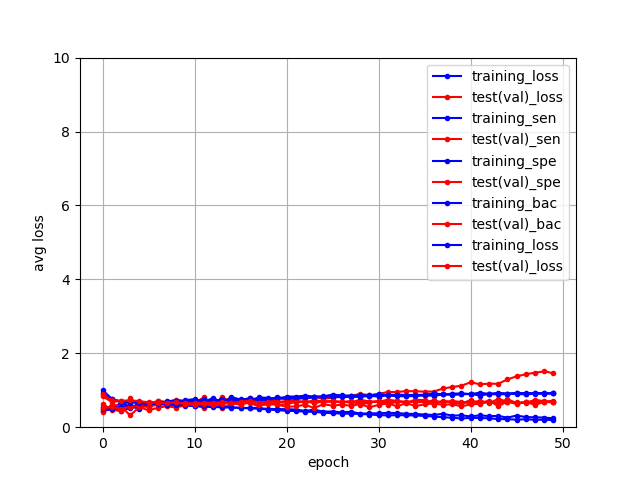 10
8
6
4
2
0
avg loss
0
10
20
30
40
50
epoch
training_loss
test(val)_loss
training_sen
test(val)_sen
training_spe
test(val)_spe
training_bac
test(val)_bac
training_loss
test(val)_loss